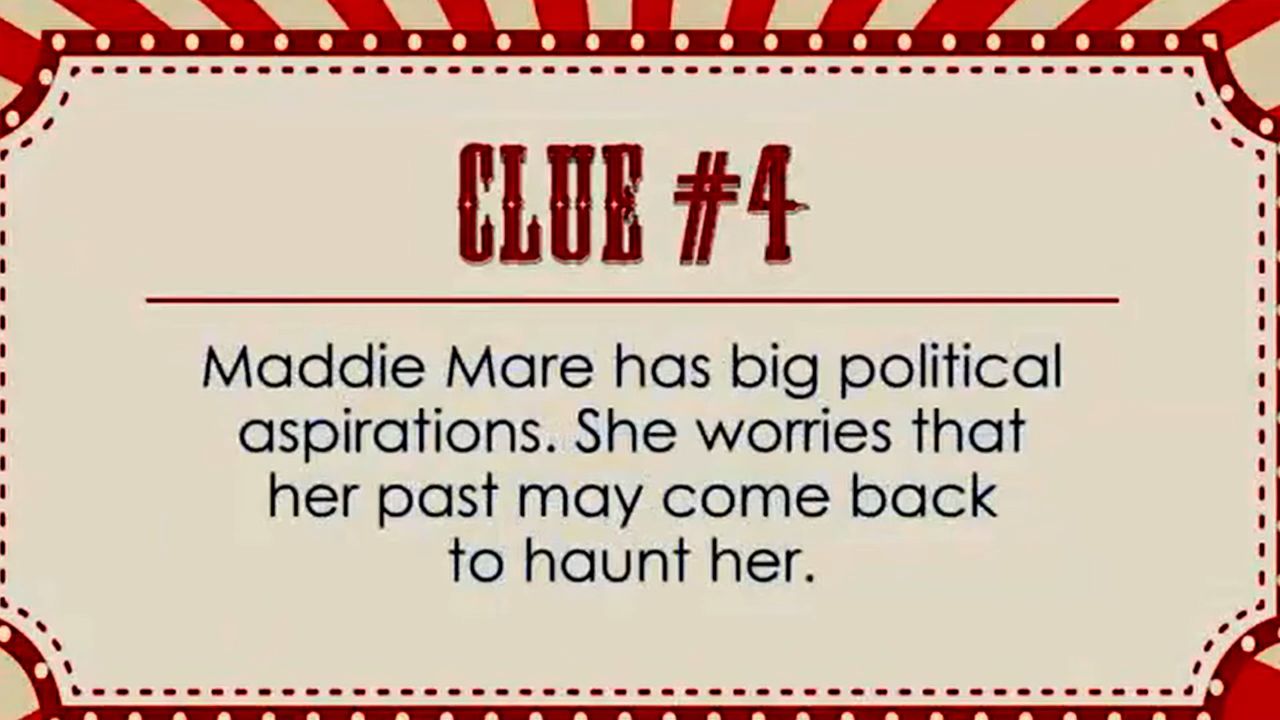 CLUE #4
Maddie Mare has big political
aspirations. She worries that
her past may come back
to haunt her.